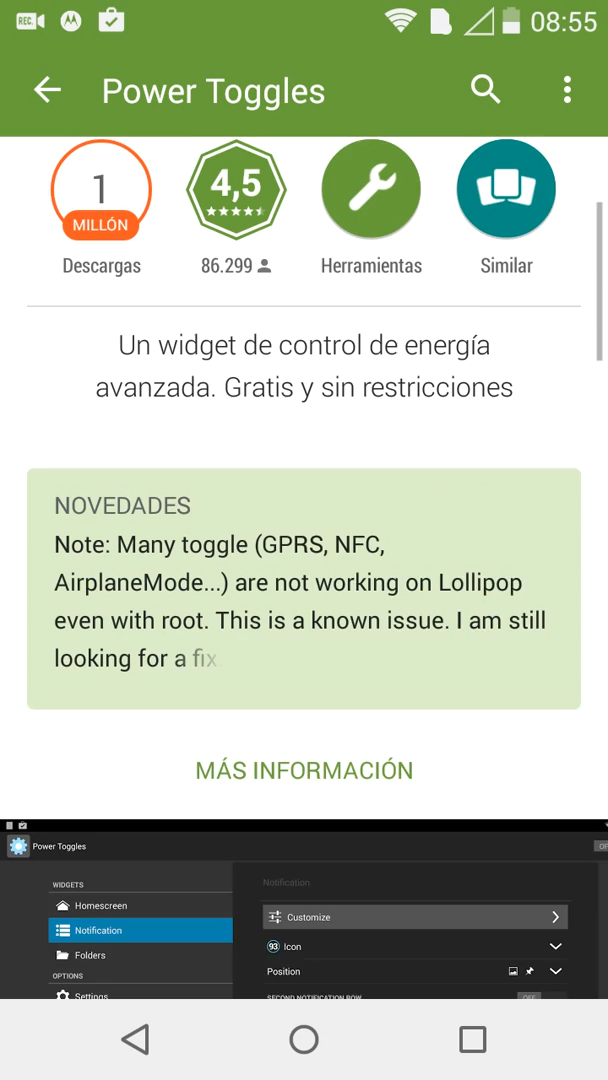 REC
08:55
Power Toggles
1
MILLÓN
4,5
Descargas
86.299
Herramientas
Similar
Un widget de control de energía
avanzada. Gratis y sin restricciones
NOVEDADES
Note: Many toggle (GPRS, NFC,
AirplaneMode...) are not working on Lollipop
even with root. This is a known issue. I am still
looking for a fix.
MÁS INFORMACIÓN
Power Toggles
OF
WIDGETS
Notification
Homescreen
Customize
Notification
93 Icon
Folders
Position
OPTIONS
Settings
SECOND NOTIFICATION ROW
OFF